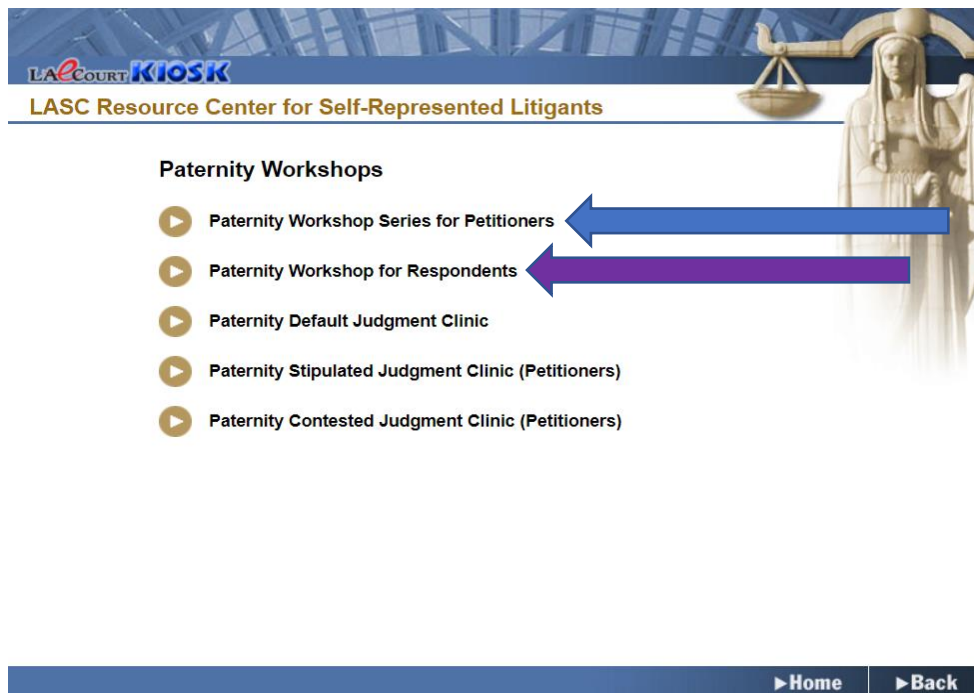 LAeCourt KIOSK
LASC Resource Center for Self-Represented Litigants
Paternity Workshops
Paternity Workshop Series for Petitioners
Paternity Workshop for Respondents
Paternity Default Judgment Clinic
Paternity Stipulated Judgment Clinic (Petitioners)
Paternity Contested Judgment Clinic (Petitioners)
Home Back